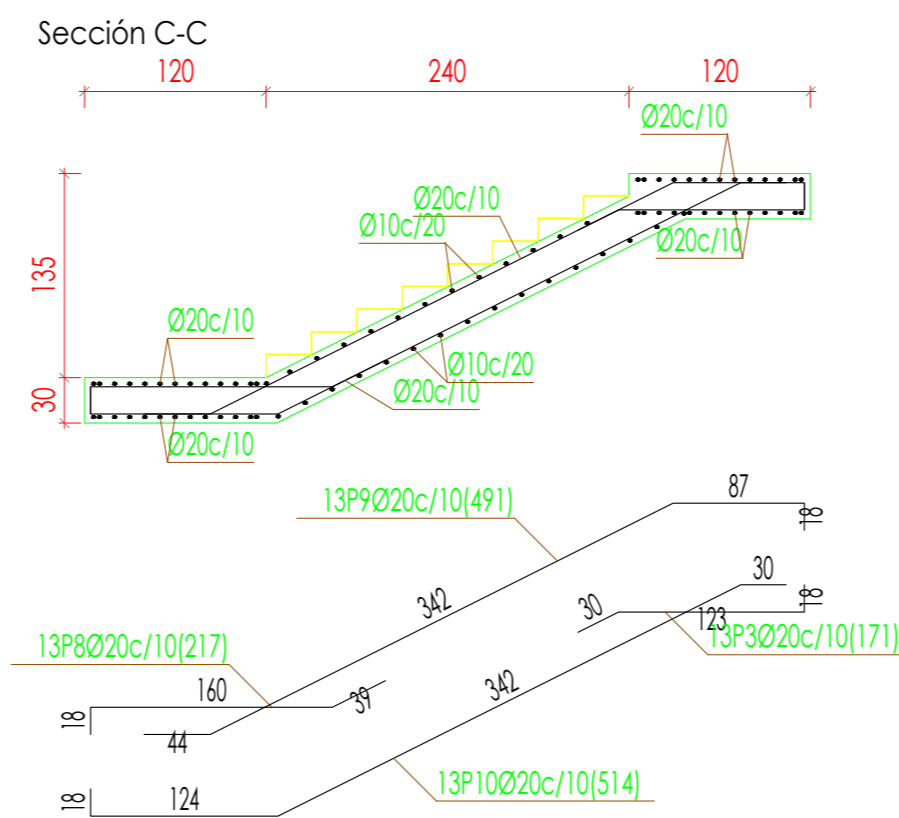 Sección C-C
120
240
120
Ø20c/10
Ø20c/10
Ø10c/20
Ø20c/10
135
Ø20c/10
Ø10c/20
Ø20c/10
30
Ø20c/10
13P9Ø20c/10(491)
87
18
342
30
30
18
123
13P3Ø20c/10(171)
13P8Ø20c/10(217)
160
39
342
18
44
13P10Ø20c/10(514)
18
124